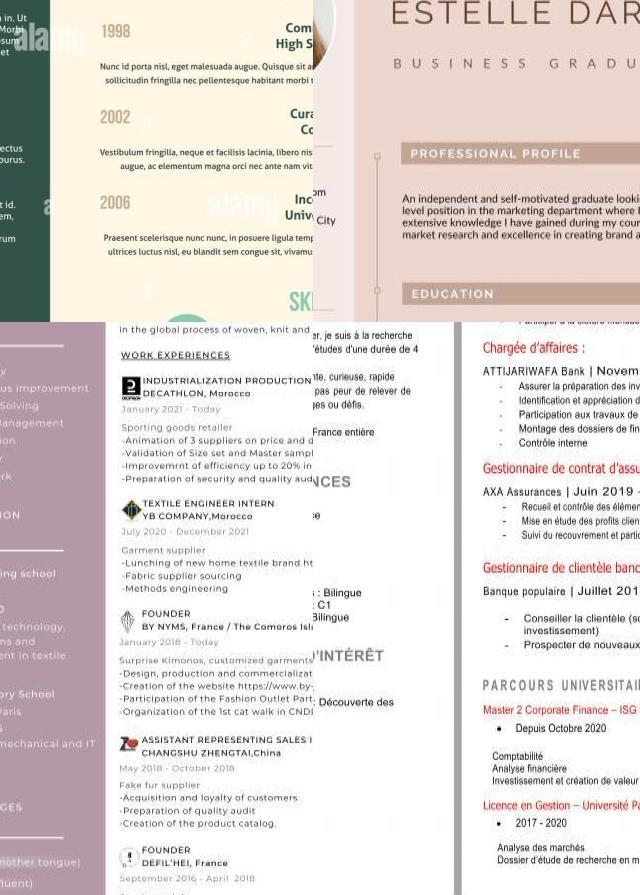 n in. Ut
Morbi
psum
et
alamy
ectus
purus.
t id.
em,
rum
1998
Com
High S
Nunc id porta nisl, eget malesuada augue. Quisque sit a
sollicitudin fringilla nec pellentesque habitant morbi t
2002
Cura
Co
Vestibulum fringilla, neque et facilisis lacinia, libero nis
augue, ac elementum magna orci nec ante nam vit
2006
Inc
Univ
Praesent scelerisque nunc nunc, in posuere ligula temp
ultrices luctus nisl, eu blandit sem congue sit, vivamu
SKI
ESTELLE DAR
BUSINESS GRADU
PROFESSIONAL PROFILE
om
City
An independent and self-motivated graduate looki
level position in the marketing department where I
extensive knowledge I have gained during my cour
market research and excellence in creating brand a
EDUCATION
y
us improvement
Solving
Management
ion
y
rk
ION
ing school
O
technology,
ns and
ent in textile
ory School
Paris
S
mechanical and IT
GES
mother tongue)
fluent)
in the global process of woven, knit and
WORK EXPERIENCES
INDUSTRIALIZATION PRODUCTION
DECATHLON, Morocco
January 2021 - Today
Sporting goods retailer
-Animation of 3 suppliers on price and d
-Validation of Size set and Master sampl
-Improvemrnt of efficiency up to 20% in
-Preparation of security and quality aud
TEXTILE ENGINEER INTERN
YB COMPANY,Morocco
July 2020 - December 2021
Garment supplier
-Lunching of new home textile brand ht
-Fabric supplier sourcing
-Methods engineering
FOUNDER
BY NYMS, France / The Comoros Isla
January 2018 - Today
Surprise Kimonos, customized garments
-Design, production and commercializat
-Creation of the website https://www.by-
-Participation of the Fashion Outlet Part
-Organization of the 1st cat walk in CNDI
ASSISTANT REPRESENTING SALES I
CHANGSHU ZHENGTAI,China
May 2018 - October 2018
Fake fur supplier
-Acquisition and loyalty of customers
-Preparation of quality audit
-Creation of the product catalog.
FOUNDER
DEFIL'HEI, France
September 2016 - April 2018
er, je suis à la recherche
'études d'une durée de 4
nte, curieuse, rapide
pas peur de relever de
ges ou défis.
France entière
NCES
se
: Bilingue
: C1
Bilingue
'INTÉRÊT
: Découverte des
Chargée d'affaires :
ATTIJARIWAFA Bank | Novem
- Assurer la préparation des inv
- Identification et appréciation d
- Participation aux travaux de
- Montage des dossiers de fin
- Contrôle interne
Gestionnaire de contrat d'assu
AXA Assurances | Juin 2019 -
- Recueil et contrôle des élémen
- Mise en étude des profits clien
- Suivi du recouvrement et partic
Gestionnaire de clientèle banc
Banque populaire | Juillet 201
- Conseiller la clientèle (so
investissement)
- Prospecter de nouveaux
PARCOURS UNIVERSITAI
Master 2 Corporate Finance – ISG
• Depuis Octobre 2020
Comptabilité
Analyse financière
Investissement et création de valeur
Licence en Gestion – Université Pa
• 2017 - 2020
Analyse des marchés
Dossier d'étude de recherche en m